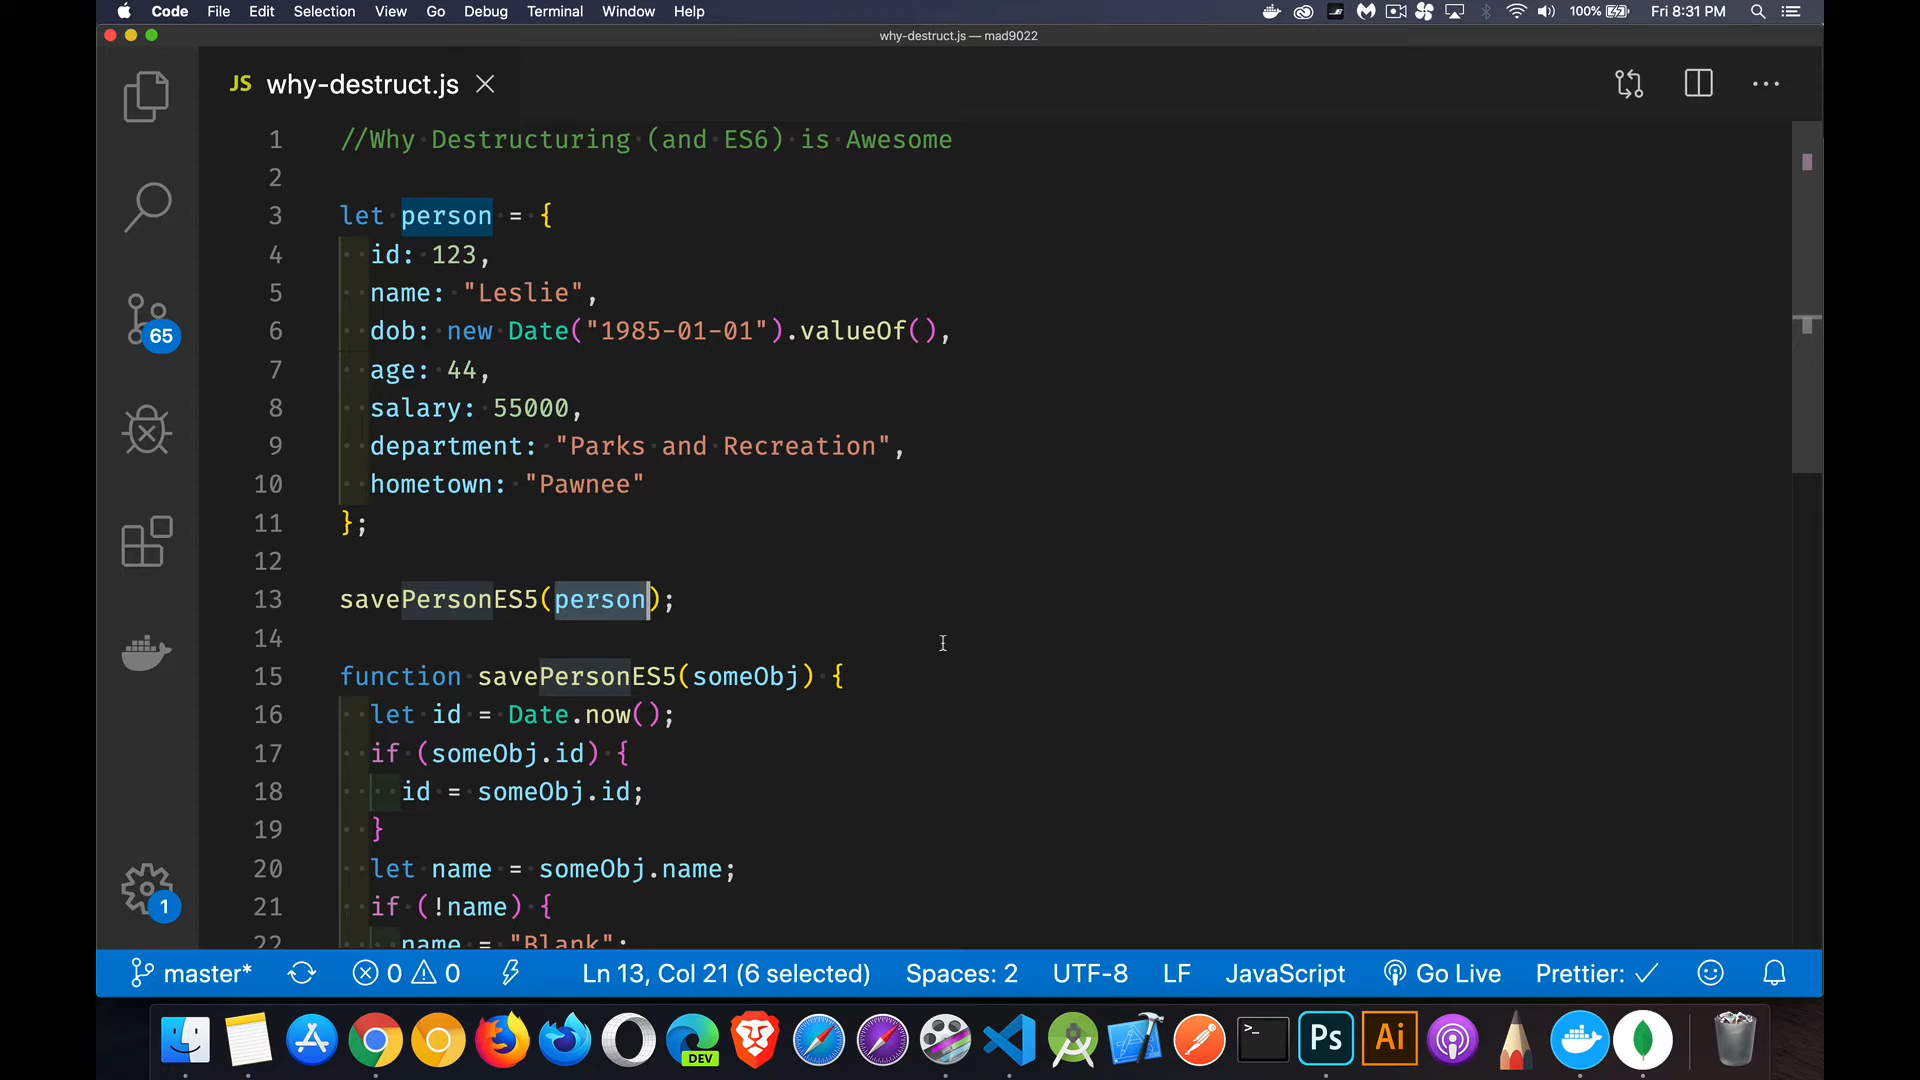 Code File Edit Selection View Go Debug Terminal Window Help 100% Fri 8:31 PM
why-destruct.js — mad9022
JS why-destruct.js
1 //Why Destructuring (and ES6) is Awesome
2
3 let person = {
4 id: 123,
5 name: "Leslie",
6 dob: new Date("1985-01-01").valueOf(),
7 age: 44,
8 salary: 55000,
9 department: "Parks and Recreation",
10 hometown: "Pawnee"
11 };
12
13 savePersonES5(person);
14
15 function savePersonES5(someObj) {
16 let id = Date.now();
17 if (someObj.id) {
18 id = someObj.id;
19 }
20 let name = someObj.name;
21 if (!name) {
22 name = "Blank";
65
1
master* 0 0 Ln 13, Col 21 (6 selected) Spaces: 2 UTF-8 LF JavaScript Go Live Prettier: ✓
DEV >_ Ps Ai